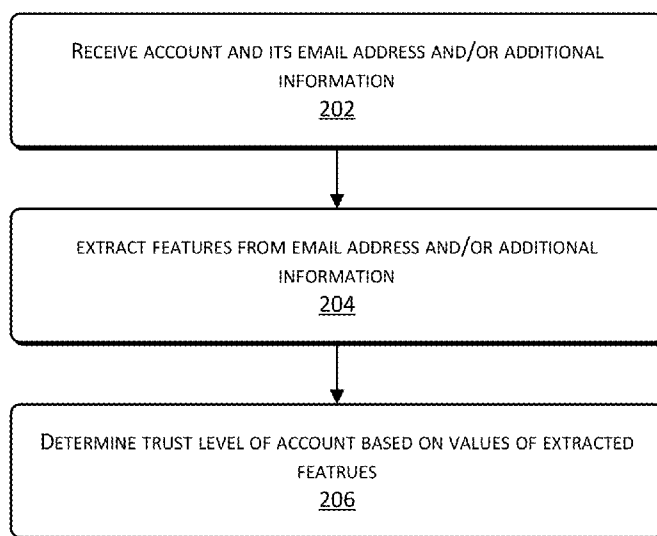 RECEIVE ACCOUNT AND ITS EMAIL ADDRESS AND/OR ADDITIONAL
INFORMATION
202
EXTRACT FEATURES FROM EMAIL ADDRESS AND/OR ADDITIONAL
INFORMATION
204
DETERMINE TRUST LEVEL OF ACCOUNT BASED ON VALUES OF EXTRACTED
FEATRUES
206